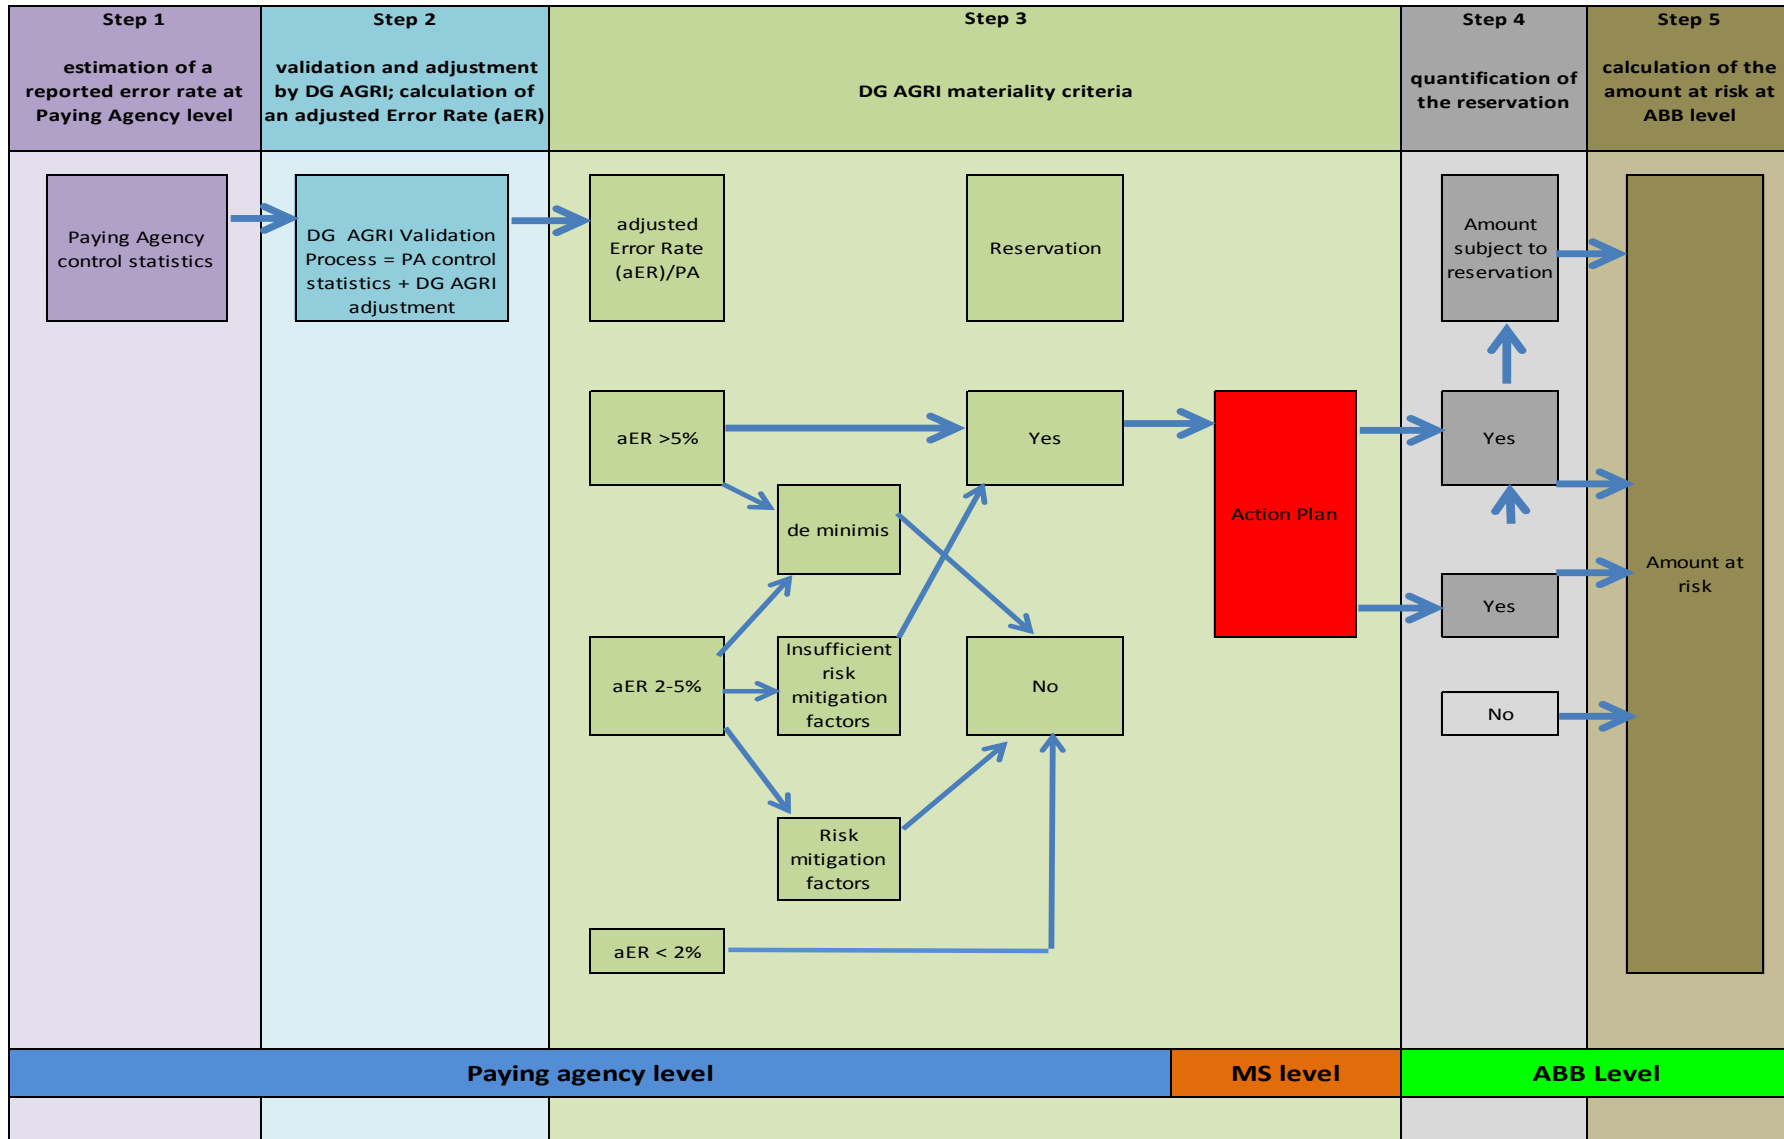 Step 1
estimation of a
reported error rate at
Paying Agency level
Step 2
validation and adjustment
by DG AGRI; calculation of
an adjusted Error Rate (aER)
Step 3
DG AGRI materiality criteria
Step 4
quantification of
the reservation
Step 5
calculation of the
amount at risk at
ABB level
Paying Agency
control statistics
DG AGRI Validation
Process = PA control
statistics + DG AGRI
adjustment
adjusted
Error Rate
(aER)/PA
Reservation
Amount
subject to
reservation
aER >5%
Yes
Action Plan
Yes
de minimis
Amount at
risk
Yes
aER 2-5%
Insufficient
risk
mitigation
factors
No
No
Risk
mitigation
factors
aER < 2%
Paying agency level
MS level
ABB Level